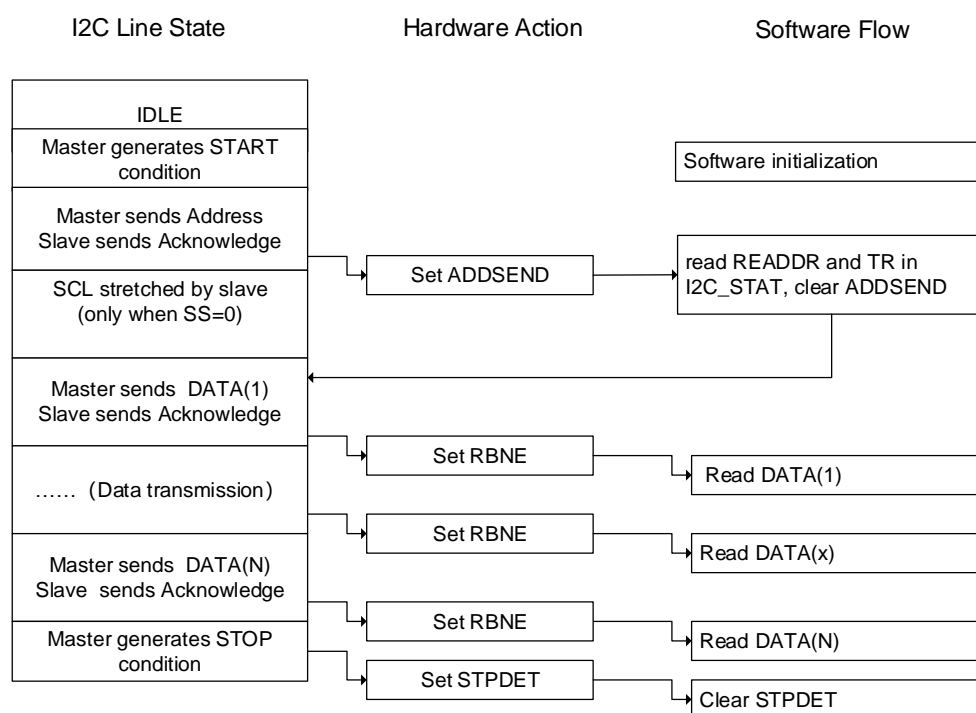 I2C Line State
Hardware Action
Software Flow
IDLE
Master generates START
condition
Software initialization
Master sends Address
Slave sends Acknowledge
Set ADDSEND
read READDR and TR in
I2C_STAT, clear ADDSEND
SCL stretched by slave
(only when SS=0)
Master sends DATA(1)
Slave sends Acknowledge
Set RBNE
Read DATA(1)
…… (Data transmission)
Set RBNE
Read DATA(x)
Master sends DATA(N)
Slave sends Acknowledge
Set RBNE
Read DATA(N)
Master generates STOP
condition
Set STPDET
Clear STPDET